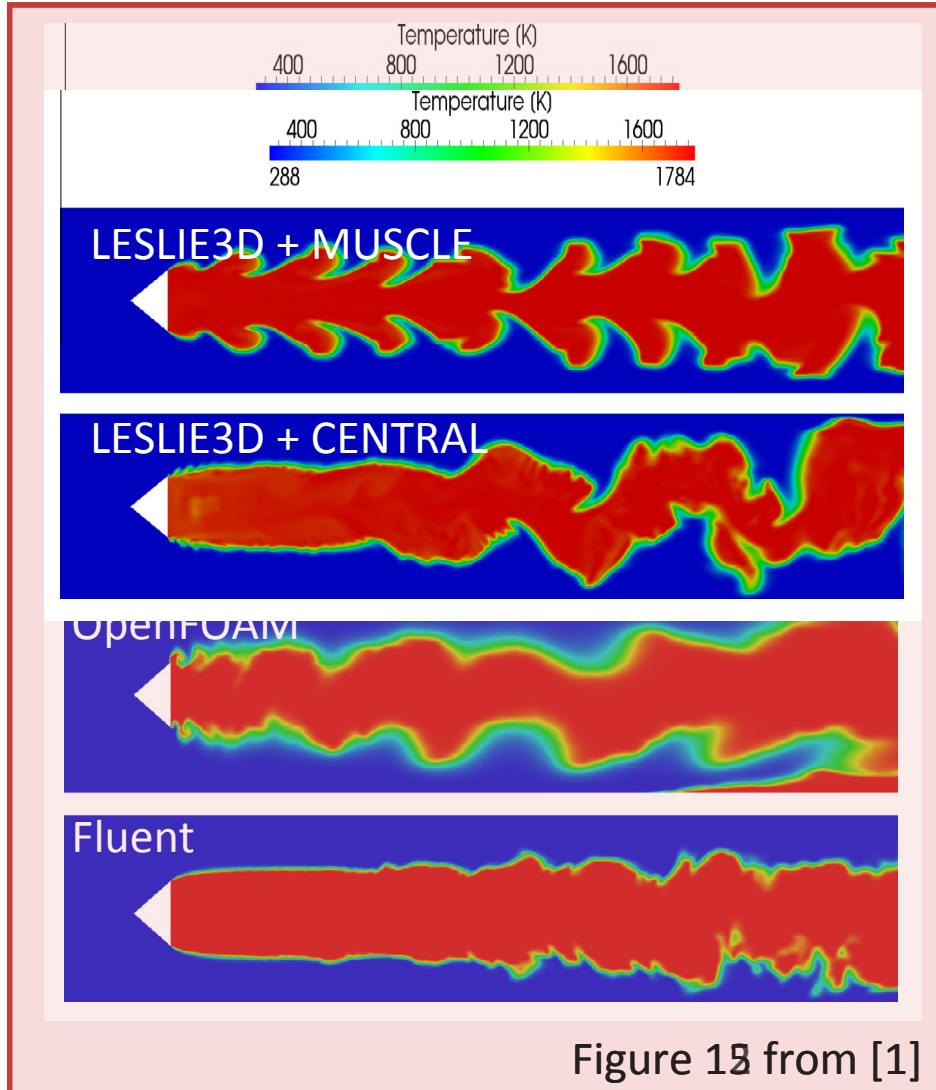 Temperature (K)
400 800 1200 1600
Temperature (K)
400 800 1200 1600
288 1784
LESLIE3D + MUSCLE
LESLIE3D + CENTRAL
OpenFOAM
Fluent
Figure from [1]